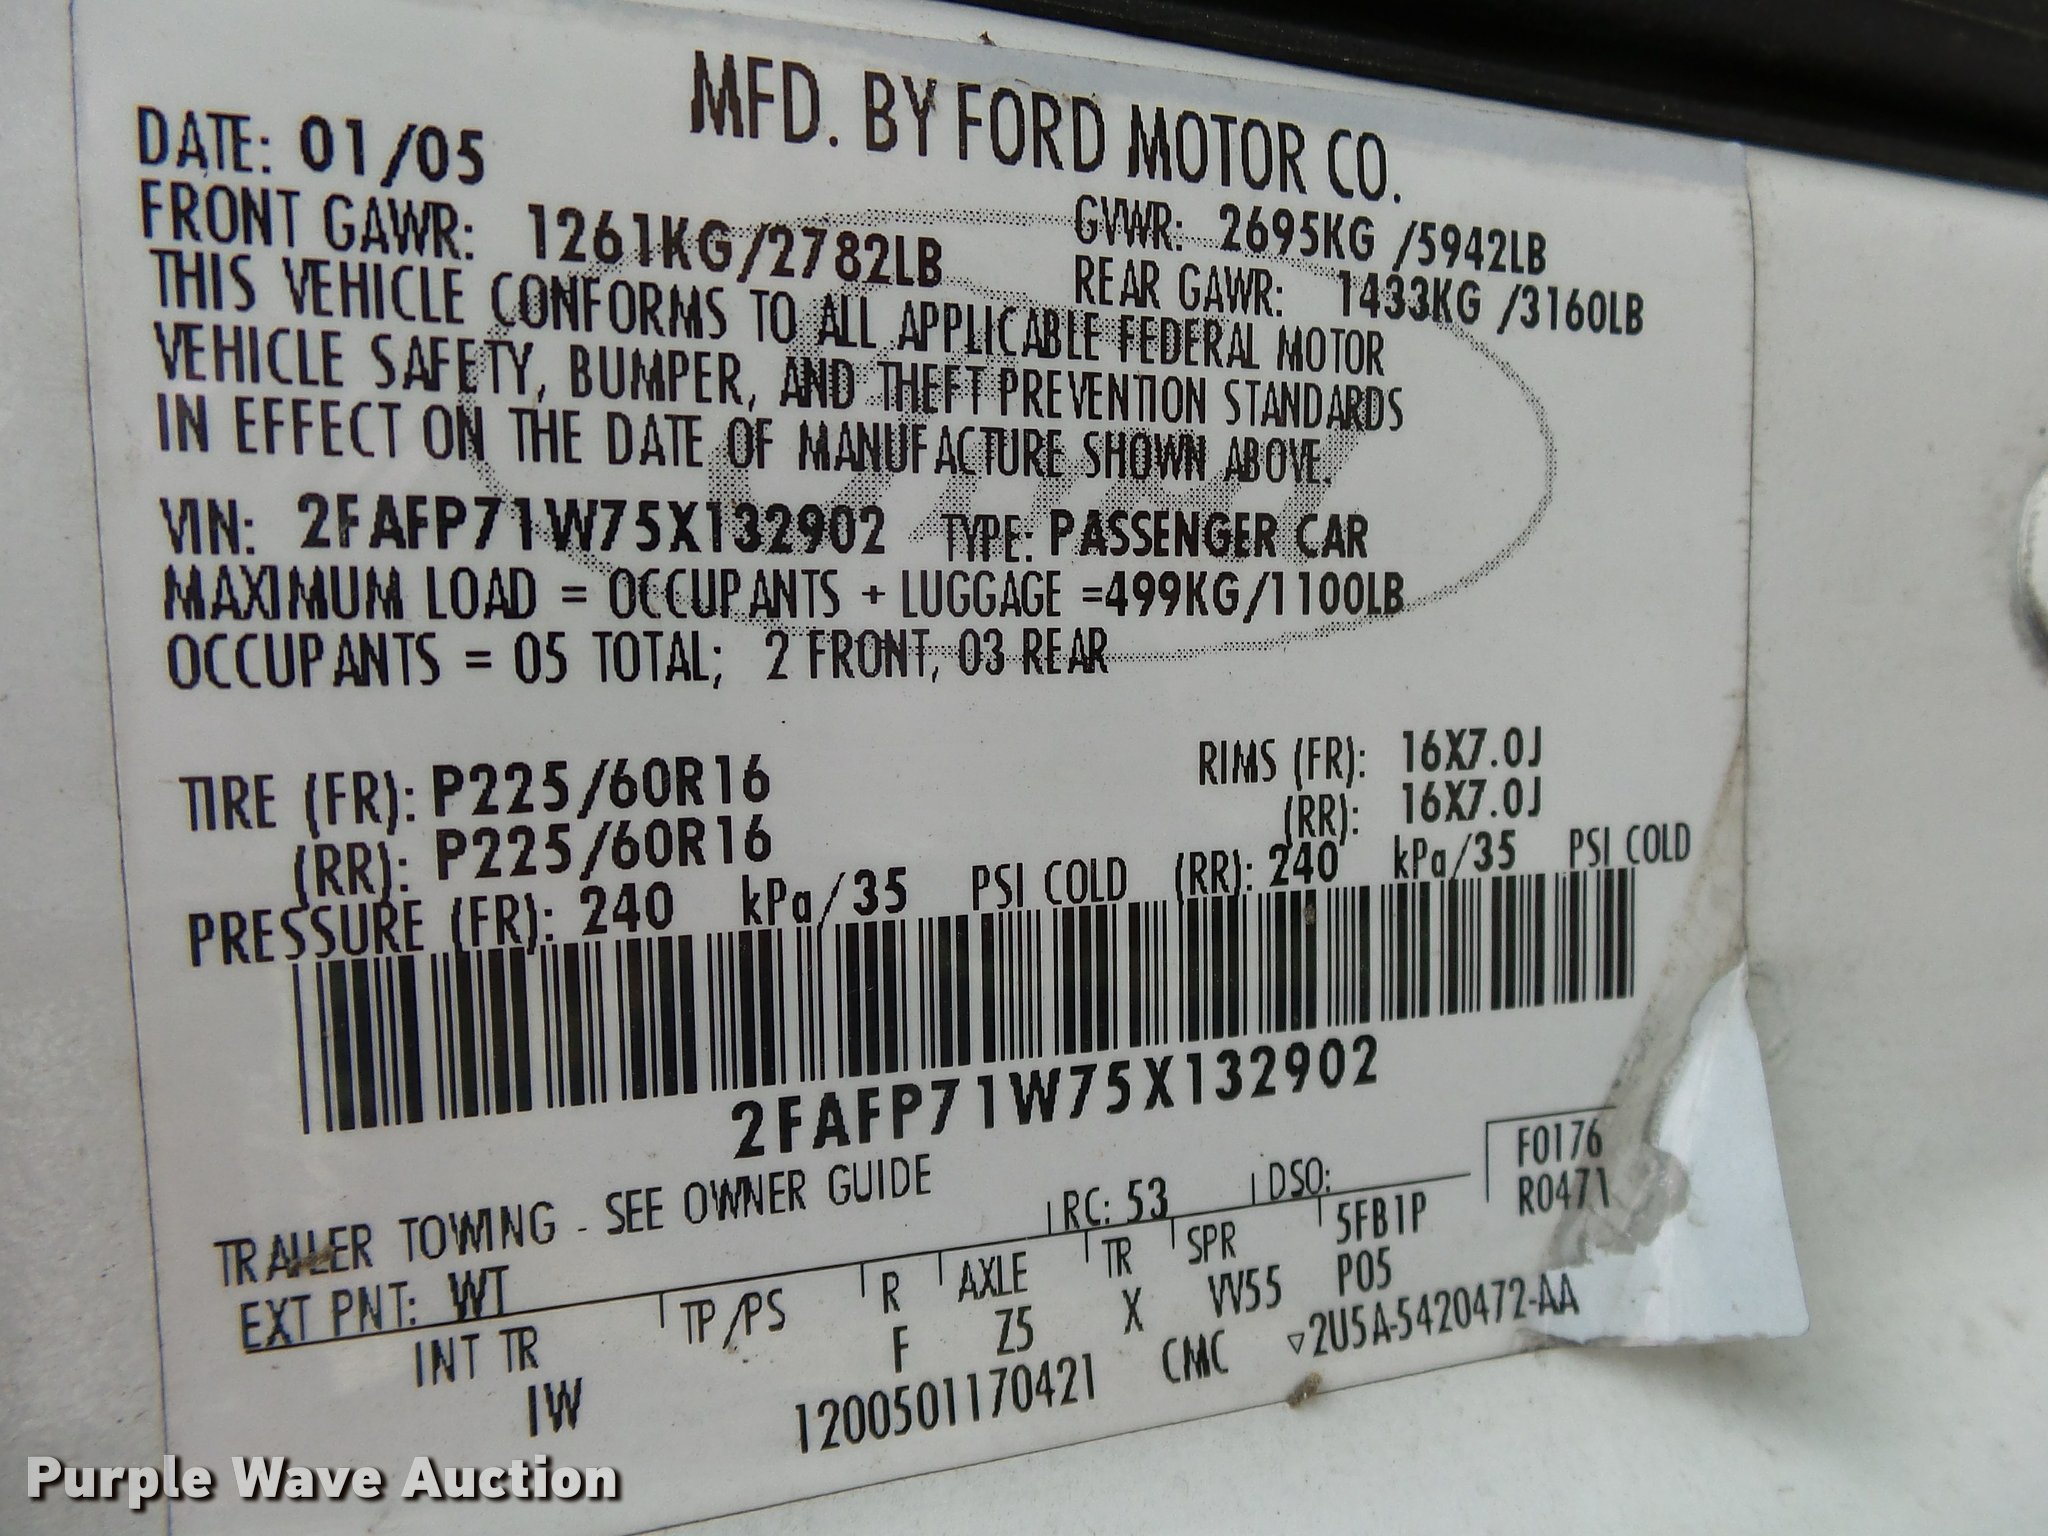 MFD. BY FORD MOTOR CO.
DATE: 01/05
GVWR: 2695KG /5942LB
FRONT GAWR: 1261KG/2782LB
REAR GAWR: 1433KG /3160LB
THIS VEHICLE CONFORMS TO ALL APPLICABLE FEDERAL MOTOR
VEHICLE SAFETY, BUMPER, AND THEFT PREVENTION STANDARDS
IN EFFECT ON THE DATE OF MANUFACTURE SHOWN ABOVE.
VIN: 2FAFP71W75X132902 TYPE: PASSENGER CAR
MAXIMUM LOAD = OCCUPANTS + LUGGAGE =499KG/1100LB
OCCUPANTS = 05 TOTAL; 2 FRONT, 03 REAR
TIRE (FR): P225/60R16 RIMS (FR): 16X7.0J
(RR): P225/60R16 (RR): 16X7.0J
PRESSURE (FR): 240 kPa/35 PSI COLD (RR): 240 kPa/35 PSI COLD
2FAFP71W75X132902
TRAILER TOWING - SEE OWNER GUIDE
F0176
R0471
EXT PNT: WT RC: 53 DSO:
INT TR TP/PS R AXLE TR SPR 5FB1P
IW F Z5 X VV55 P05
1200501170421 CMC ▽2U5A-5420472-AA
Purple Wave Auction